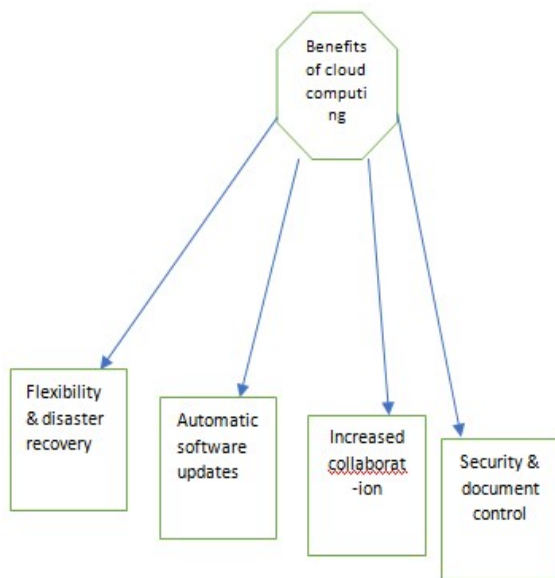 Benefits
of cloud
computi
ng
Flexibility
& disaster
recovery
Automatic
software
updates
Increased
collaborat
-ion
Security &
document
control